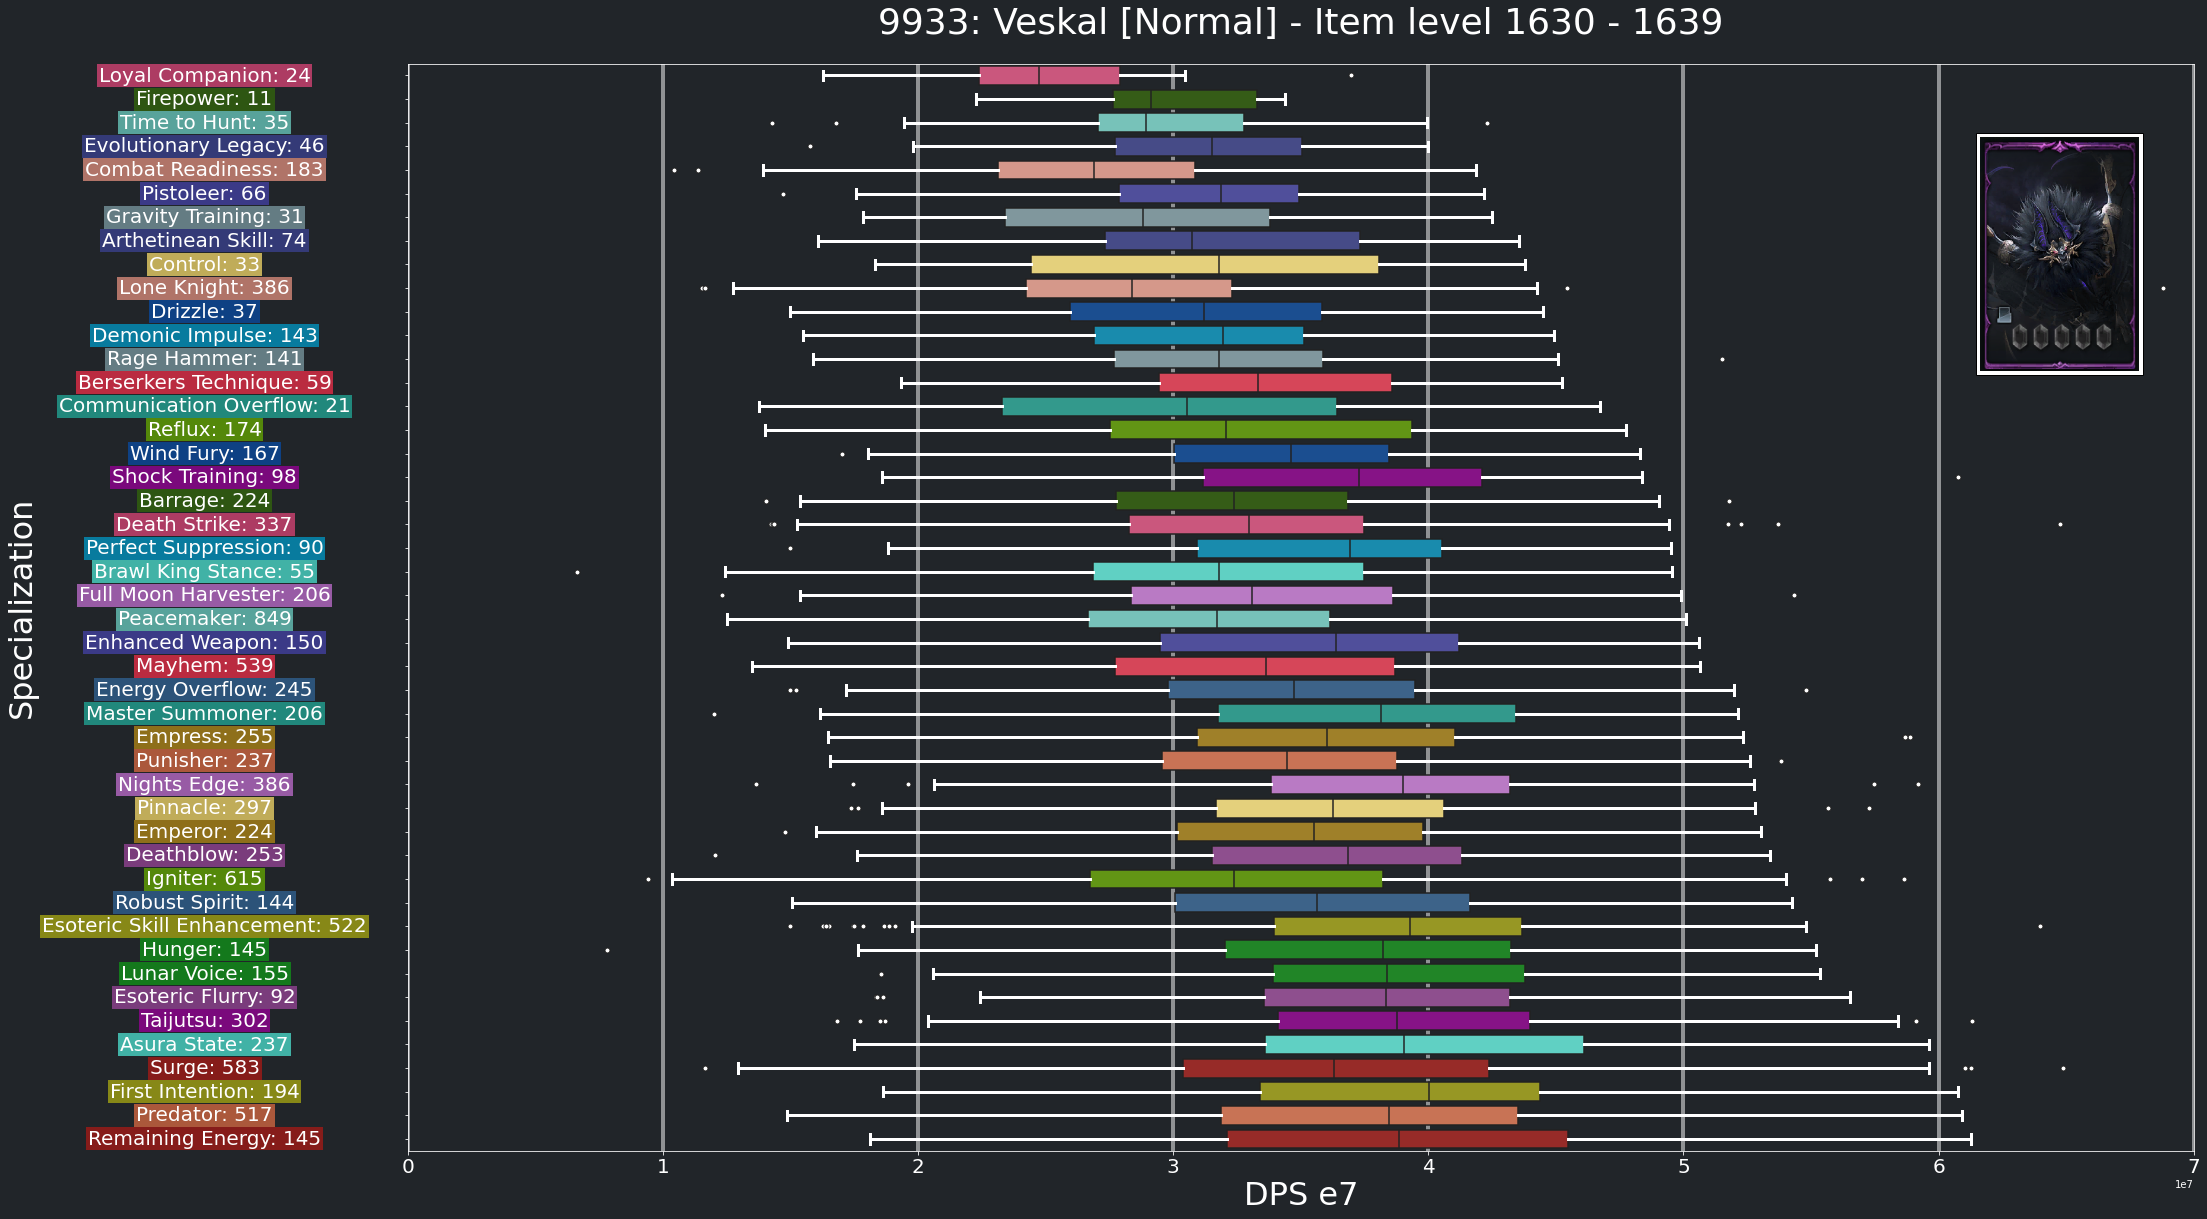 9933: Veskal [Normal] - Item level 1630 - 1639
Specialization
Loyal Companion: 24
Firepower: 11
Time to Hunt: 35
Evolutionary Legacy: 46
Combat Readiness: 183
Pistoleer: 66
Gravity Training: 31
Arthetinean Skill: 74
Control: 33
Lone Knight: 386
Drizzle: 37
Demonic Impulse: 143
Rage Hammer: 141
Berserkers Technique: 59
Communication Overflow: 21
Reflux: 174
Wind Fury: 167
Shock Training: 98
Barrage: 224
Death Strike: 337
Perfect Suppression: 90
Brawl King Stance: 55
Full Moon Harvester: 206
Peacemaker: 849
Enhanced Weapon: 150
Mayhem: 539
Energy Overflow: 245
Master Summoner: 206
Empress: 255
Punisher: 237
Nights Edge: 386
Pinnacle: 297
Emperor: 224
Deathblow: 253
Igniter: 615
Robust Spirit: 144
Esoteric Skill Enhancement: 522
Hunger: 145
Lunar Voice: 155
Esoteric Flurry: 92
Taijutsu: 302
Asura State: 237
Surge: 583
First Intention: 194
Predator: 517
Remaining Energy: 145
0 1 2 3 4 5 6 7
1e7
DPS e7